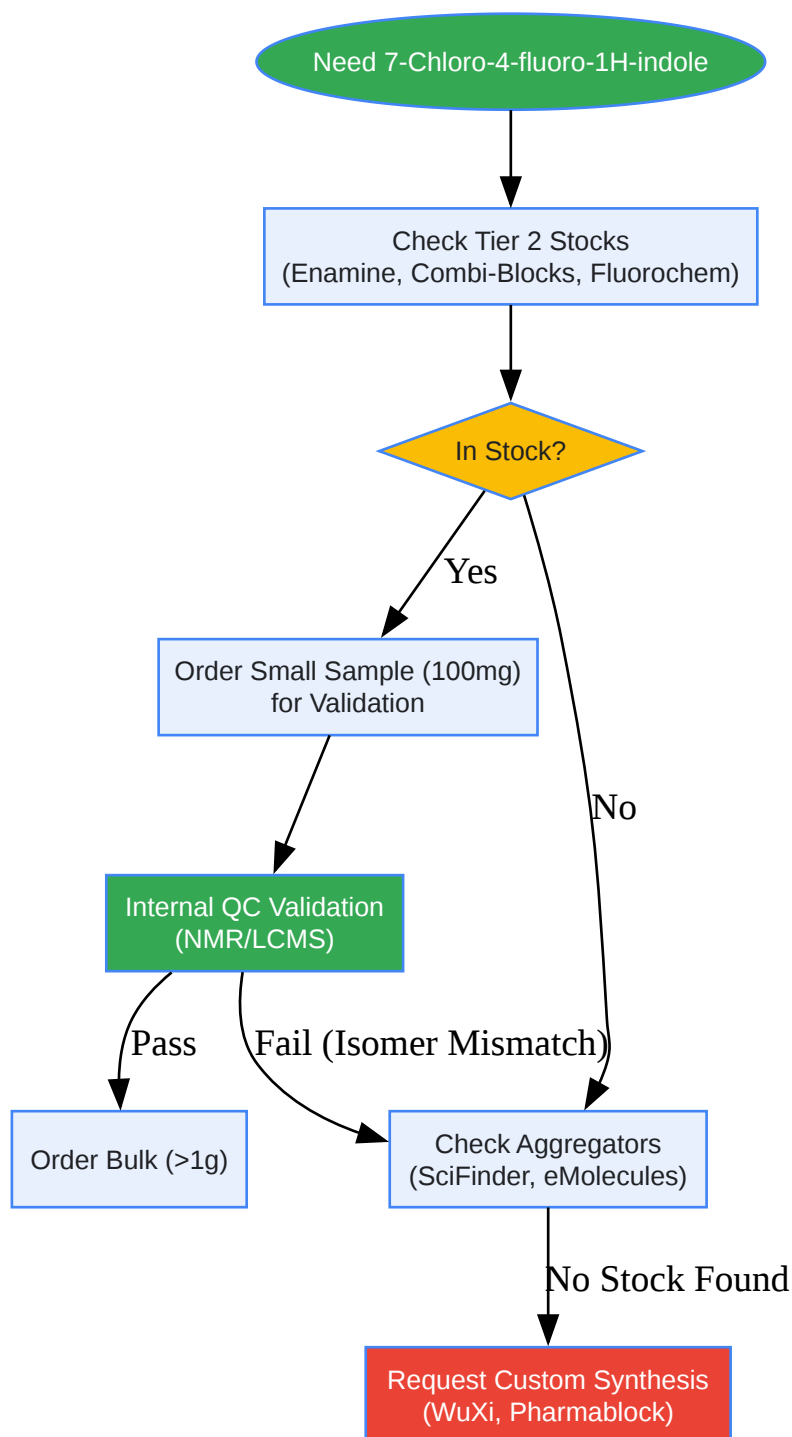 Need 7-Chloro-4-fluoro-1H-indole
Check Tier 2 Stocks
(Enamine, Combi-Blocks, Fluorochem)
In Stock?
Yes
Order Small Sample (100mg)
for Validation
No
Internal QC Validation
(NMR/LCMS)
Pass
Fail (Isomer Mismatch)
Order Bulk (>1g)
Check Aggregators
(SciFinder, eMolecules)
No Stock Found
Request Custom Synthesis
(WuXi, Pharmablock)